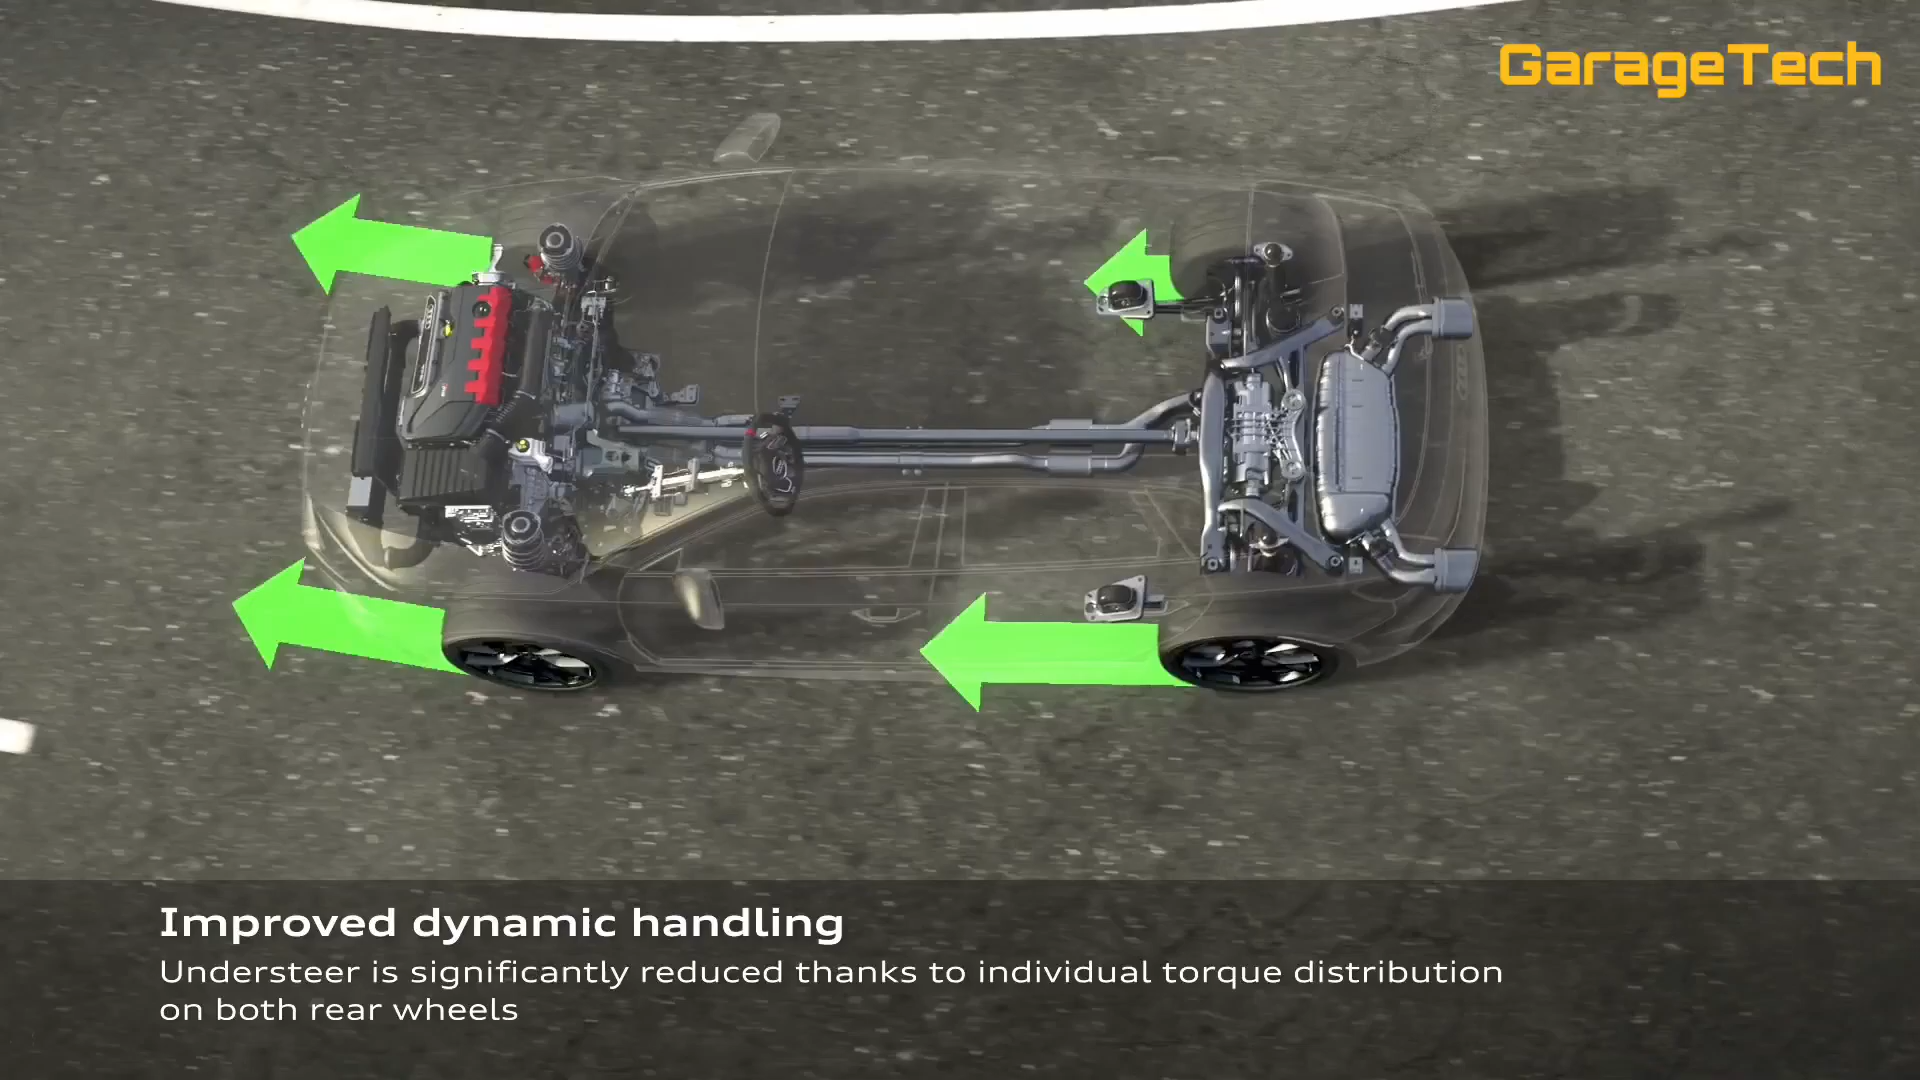 GarageTech
Improved dynamic handling
Understeer is significantly reduced thanks to individual torque distribution
on both rear wheels